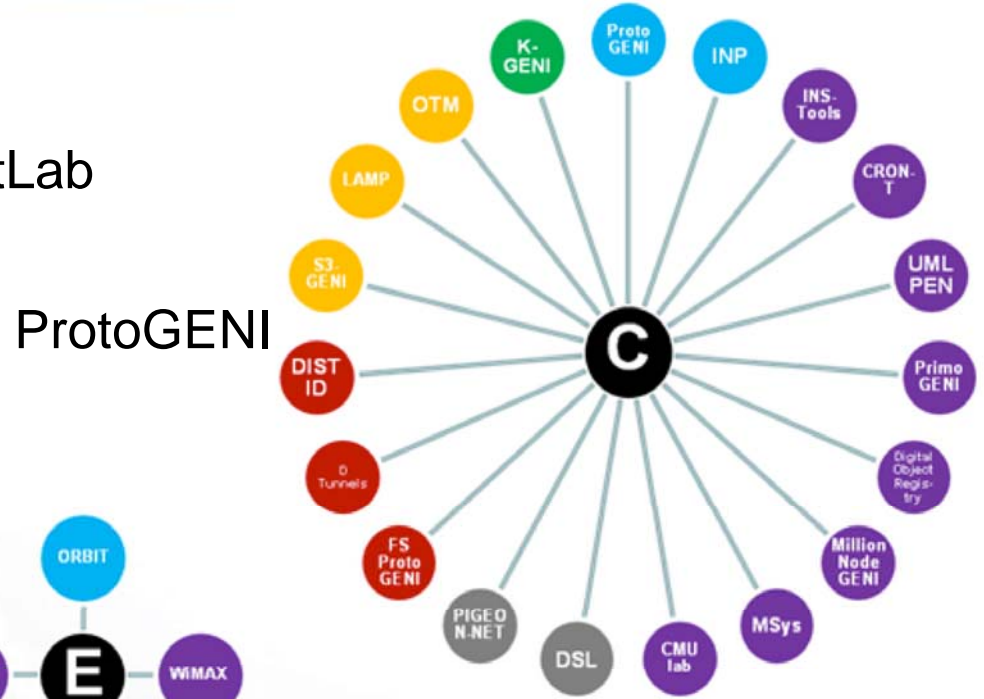 tLab
ProtoGENI
C
Proto
GENI
INP
INS-
Tools
CRON-
T
UML
PEN
Primo
GENI
Digital
Object
Regis-
try
Million
Node
GENI
MSys
CMU
lab
DSL
PIGEO
N-NET
FS
Proto
GENI
D
Tunnels
DIST
ID
S3-
GENI
LAMP
OTM
K-
GENI
ORBIT
E
WiMAX